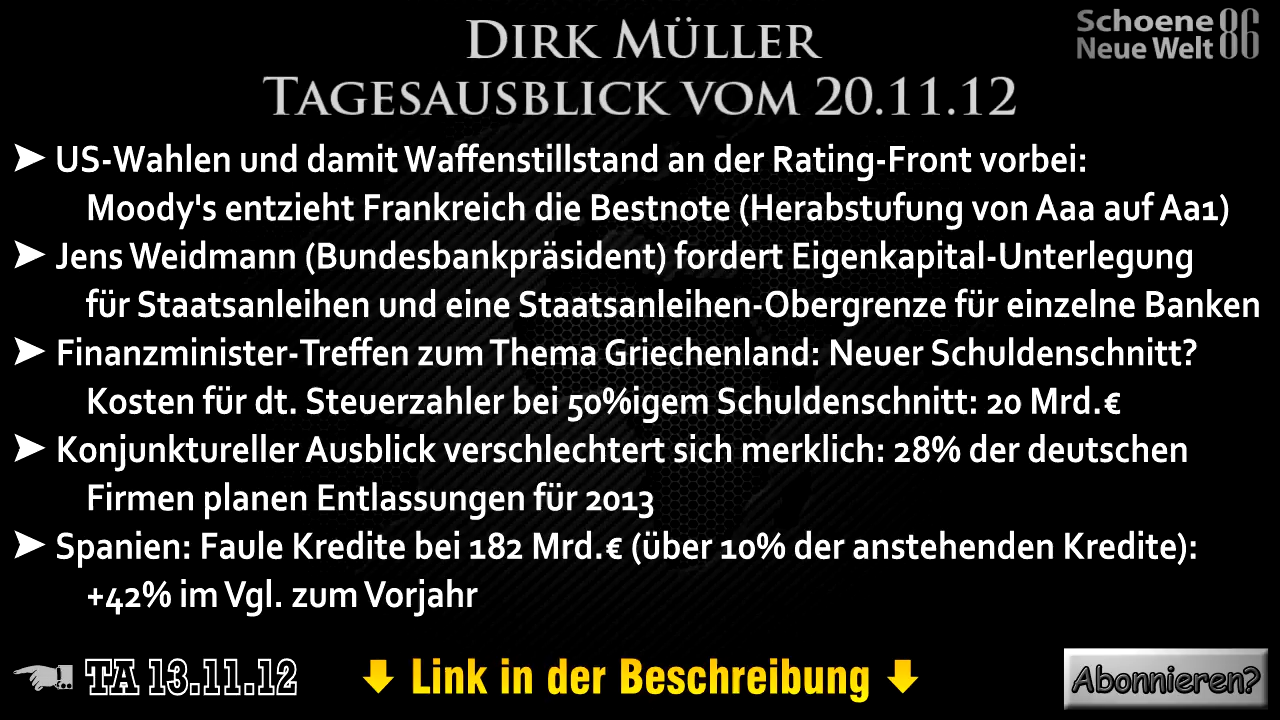 Dirk Müller
Schoene
Neue Welt 86
Tagesausblick vom 20.11.12
➤ US-Wahlen und damit Waffenstillstand an der Rating-Front vorbei:
Moody's entzieht Frankreich die Bestnote (Herabstufung von Aaa auf Aa1)
➤ Jens Weidmann (Bundesbankpräsident) fordert Eigenkapital-Unterlegung
für Staatsanleihen und eine Staatsanleihen-Obergrenze für einzelne Banken
➤ Finanzminister-Treffen zum Thema Griechenland: Neuer Schuldenschnitt?
Kosten für dt. Steuerzahler bei 50%igem Schuldenschnitt: 20 Mrd.€
➤ Konjunktureller Ausblick verschlechtert sich merklich: 28% der deutschen
Firmen planen Entlassungen für 2013
➤ Spanien: Faule Kredite bei 182 Mrd.€ (über 10% der anstehenden Kredite):
+42% im Vgl. zum Vorjahr
TA 13.11.12
Link in der Beschreibung
Abonnieren?